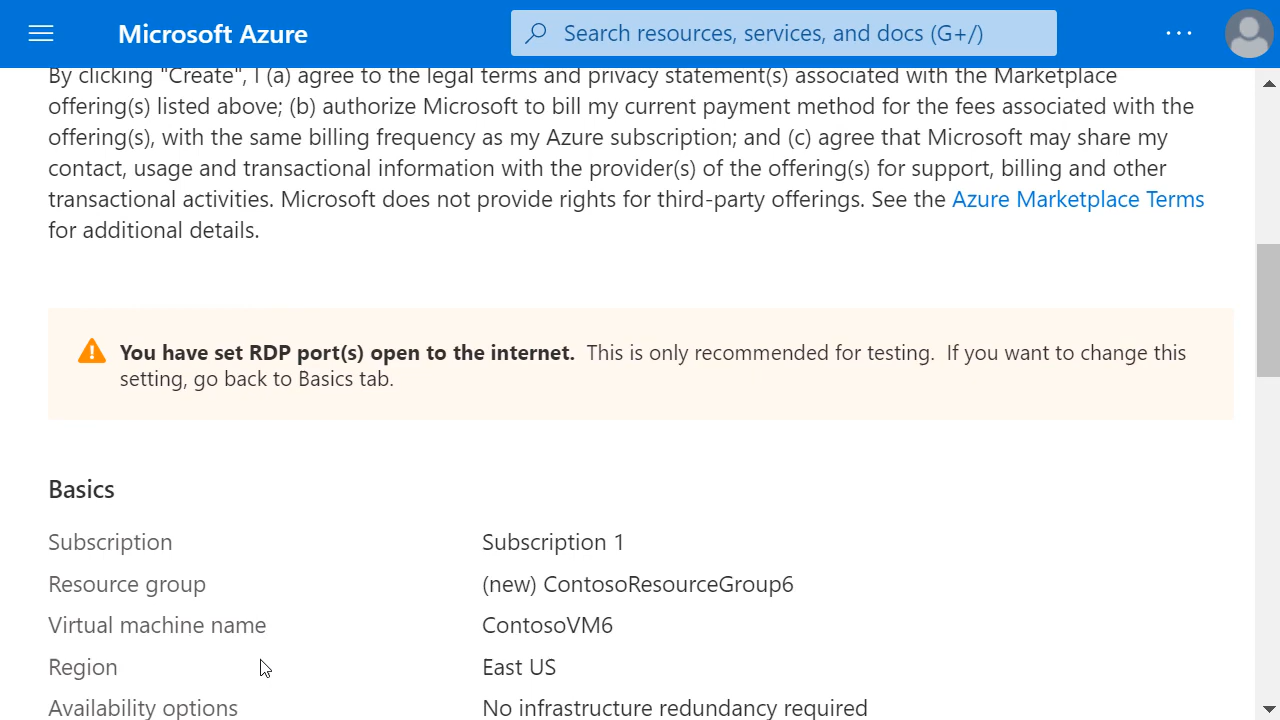 Microsoft Azure
Search resources, services, and docs (G+/)
By clicking "Create", I (a) agree to the legal terms and privacy statement(s) associated with the Marketplace
offering(s) listed above; (b) authorize Microsoft to bill my current payment method for the fees associated with the
offering(s), with the same billing frequency as my Azure subscription; and (c) agree that Microsoft may share my
contact, usage and transactional information with the provider(s) of the offering(s) for support, billing and other
transactional activities. Microsoft does not provide rights for third-party offerings. See the Azure Marketplace Terms
for additional details.
You have set RDP port(s) open to the internet. This is only recommended for testing. If you want to change this
setting, go back to Basics tab.
Basics
Subscription Subscription 1
Resource group (new) ContosoResourceGroup6
Virtual machine name ContosoVM6
Region East US
Availability options No infrastructure redundancy required